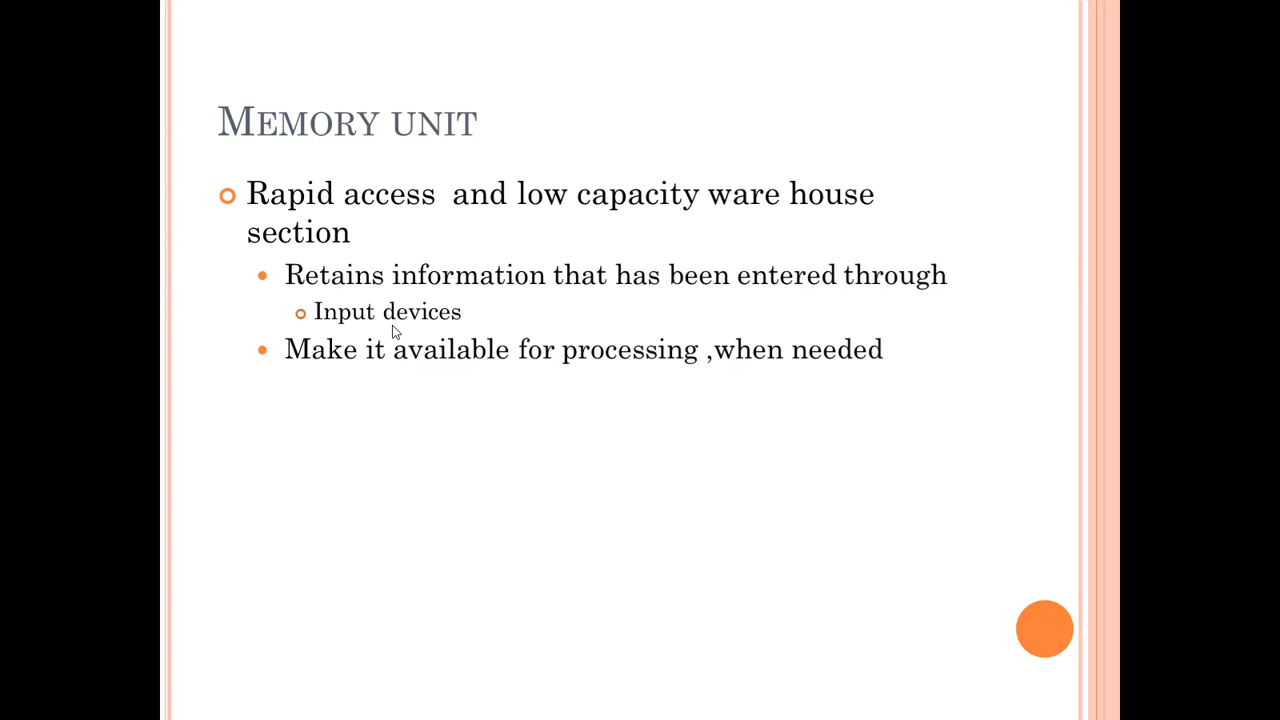 MEMORY UNIT
Rapid access  and low capacity ware house
section
Retains information that has been entered through
Input devices
Make it available for processing ,when needed